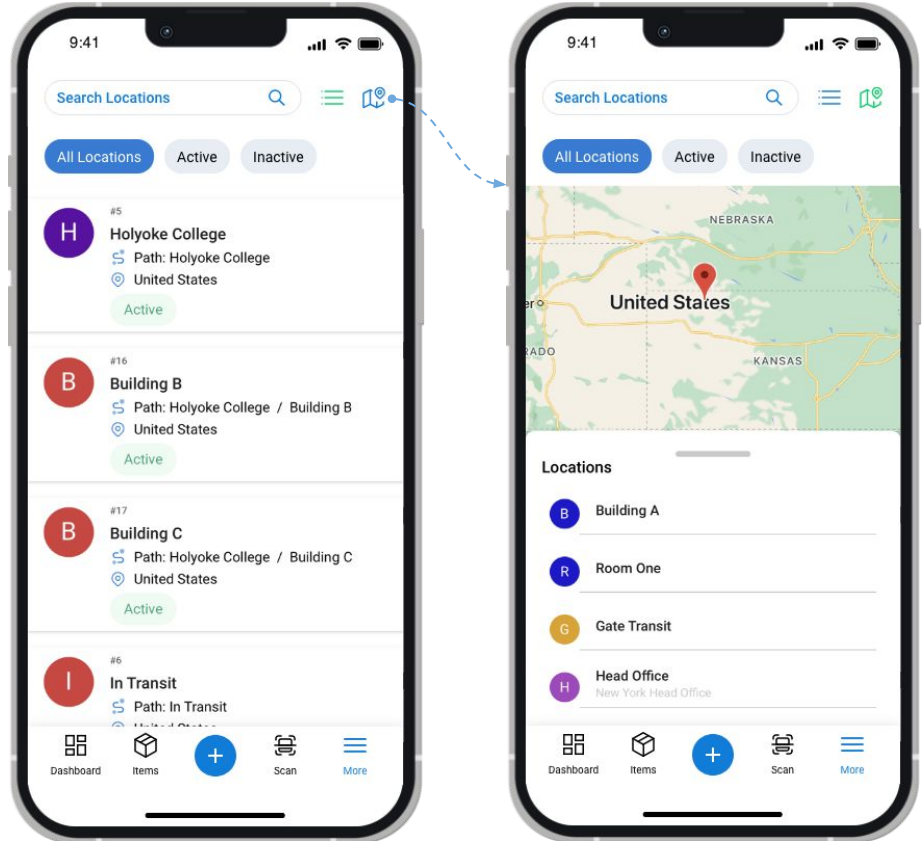 9:41
Search Locations
All Locations Active Inactive
#5
H
Holyoke College
Path: Holyoke College
United States
Active
#16
B
Building B
Path: Holyoke College / Building B
United States
Active
#17
B
Building C
Path: Holyoke College / Building C
United States
Active
#6
I
In Transit
Path: In Transit
United States
Dashboard Items + Scan More
9:41
Search Locations
All Locations Active Inactive
NEBRASKA
er
United States
RADO
KANSAS
Locations
B Building A
R Room One
G Gate Transit
H Head Office
New York Head Office
Dashboard Items + Scan More